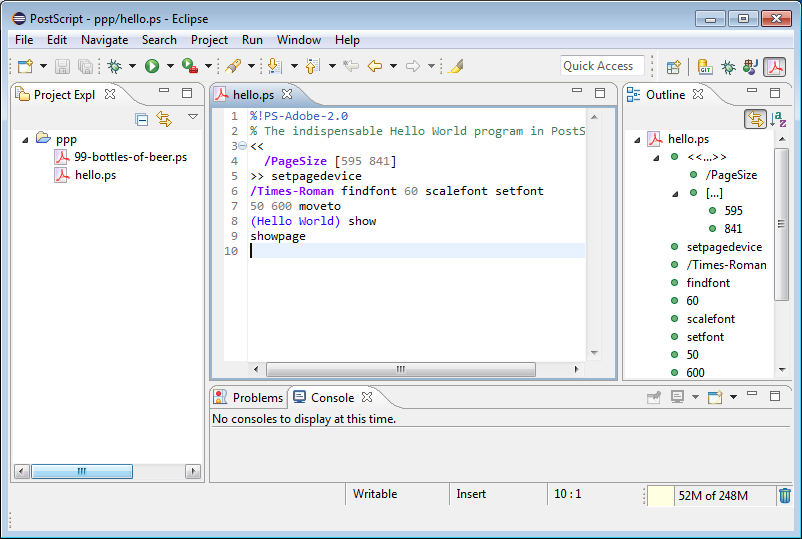 PostScript - ppp/hello.ps - Eclipse
File Edit Navigate Search Project Run Window Help
Quick Access
GIT
Project Expl
ppp
99-bottles-of-beer.ps
hello.ps
hello.ps
1 %!PS-Adobe-2.0
2 % The indispensable Hello World program in PostS
3 <<
4 /PageSize [595 841]
5 >> setpagedevice
6 /Times-Roman findfont 60 scalefont setfont
7 50 600 moveto
8 (Hello World) show
9 showpage
10
Outline
a z
hello.ps
<<...>>
/PageSize
[...]
595
841
setpagedevice
/Times-Roman
findfont
60
scalefont
setfont
50
600
Problems Console
No consoles to display at this time.
Writable Insert 10 : 1 52M of 248M